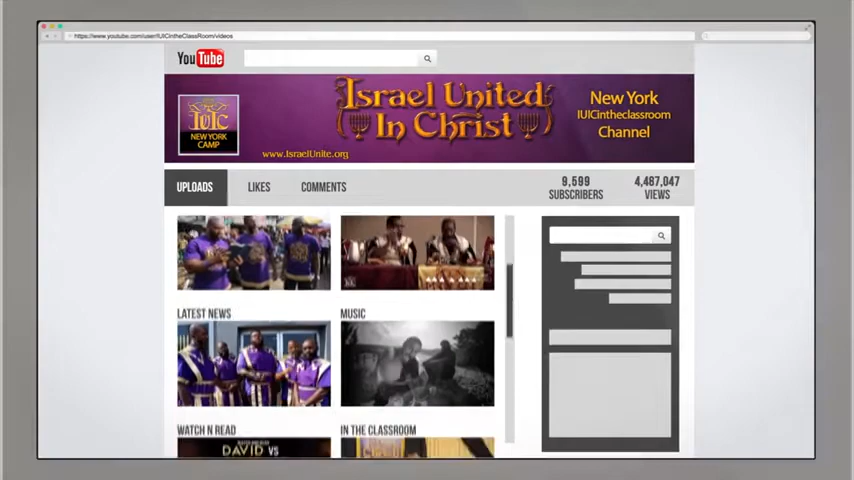 https://www.youtube.com/user/IUICintheClassRoom/videos
YouTube
IUIC
NEW YORK
CAMP
Israel United
In Christ
www.IsraelUnite.org
New York
IUICintheclassroom
Channel
UPLOADS
LIKES
COMMENTS
9,599
SUBSCRIBERS
4,487,047
VIEWS
LATEST NEWS
MUSIC
WATCH N READ
IN THE CLASSROOM
DAVID VS